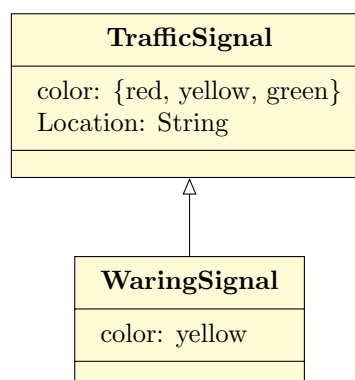 TrafficSignal
color: {red, yellow, green}
Location: String
WaringSignal
color: yellow